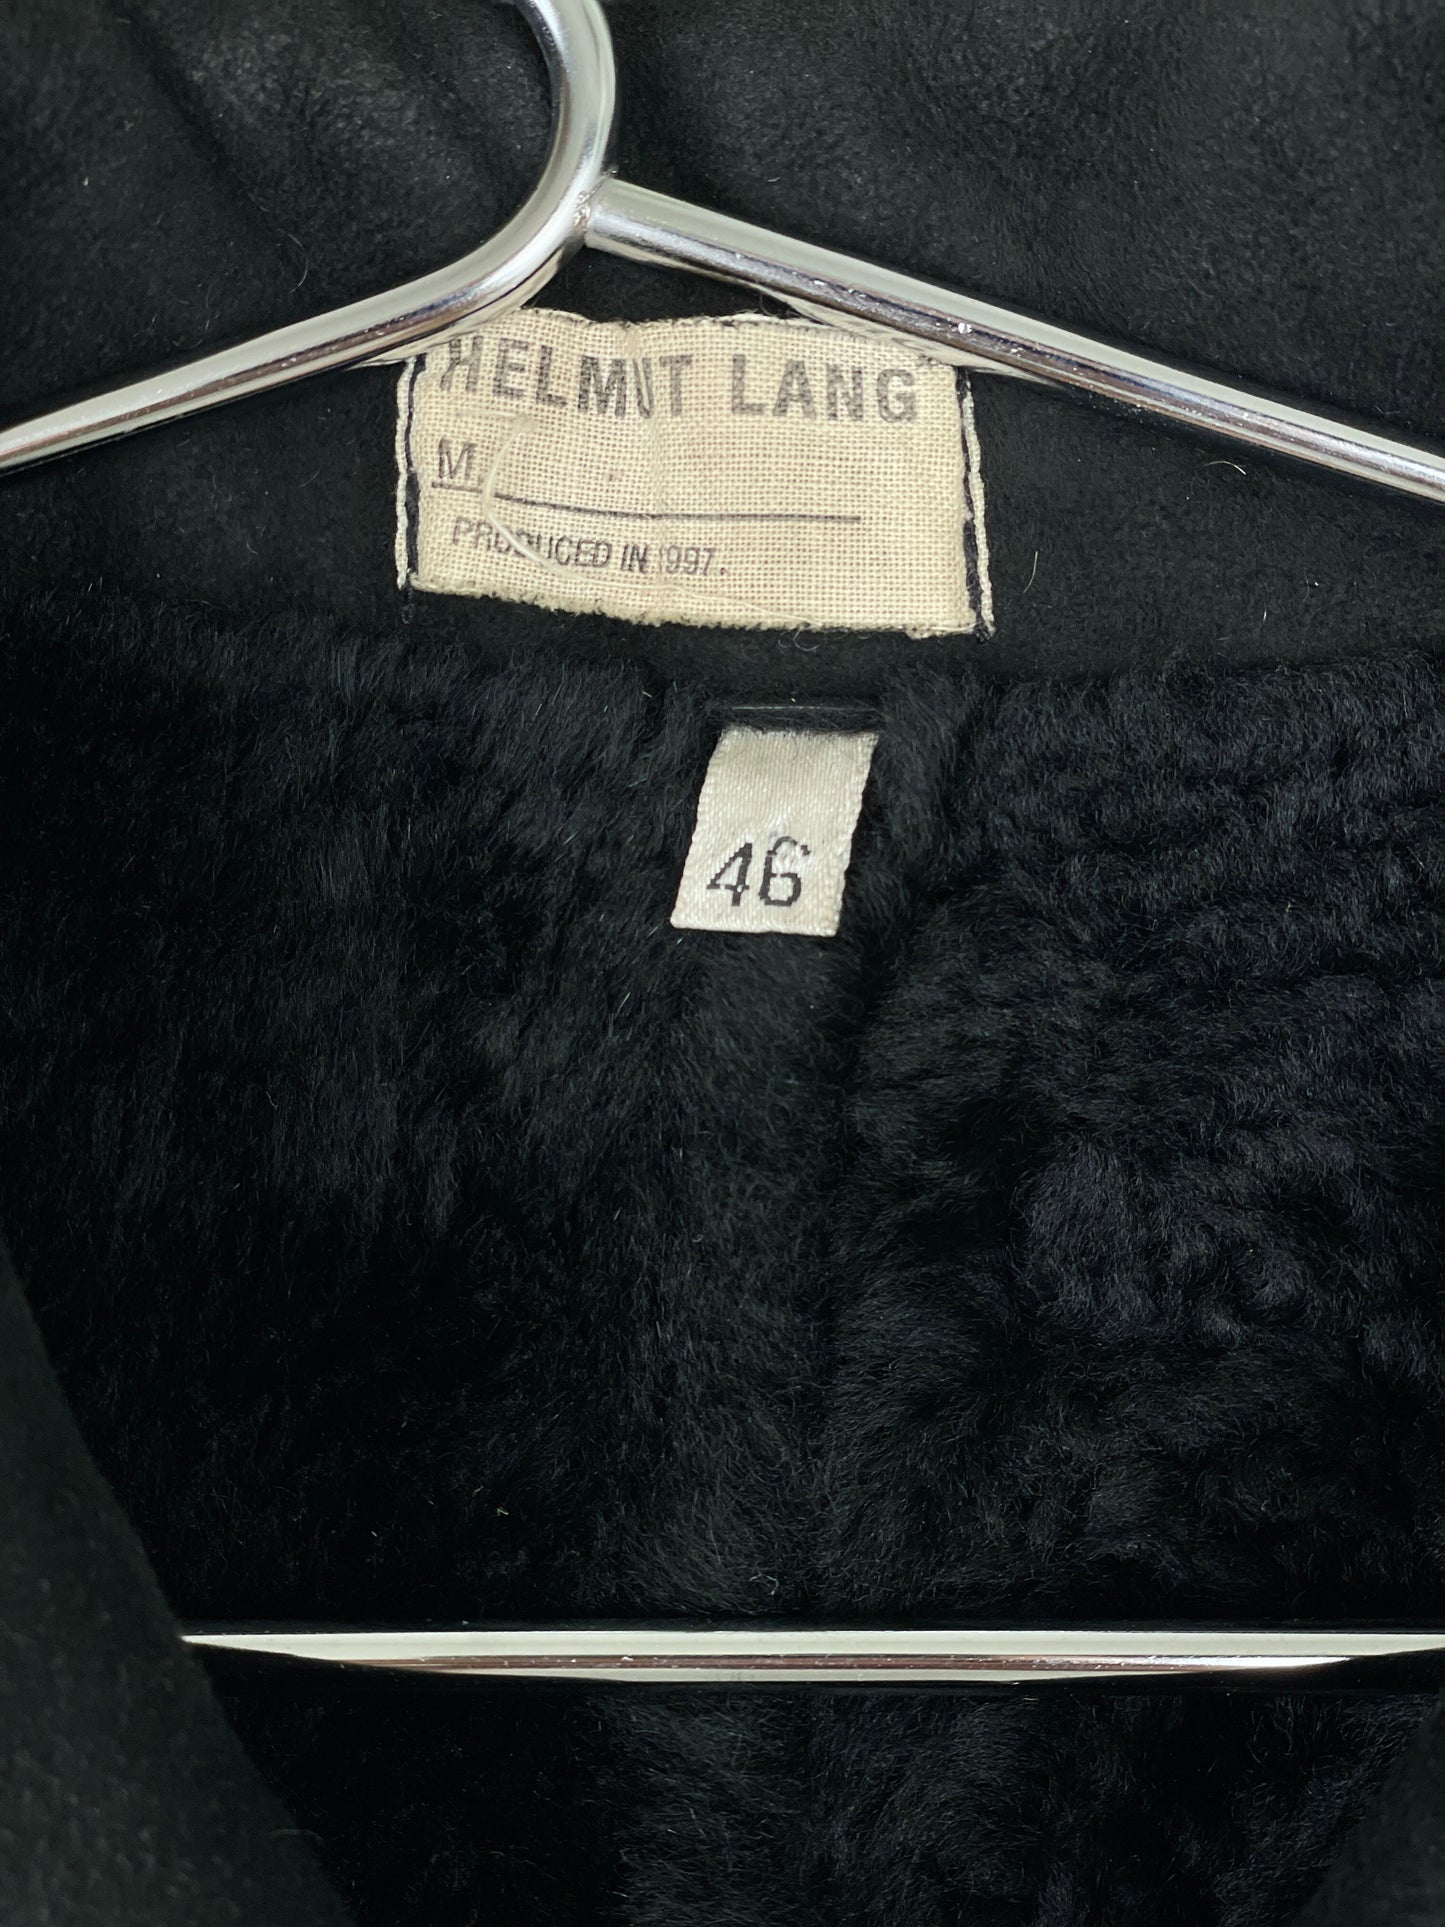 HELMUT LANG
M.
PRODUCED IN 1997.
46